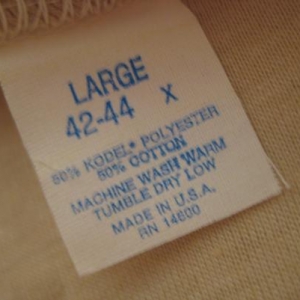 LARGE
42-44 X
50% KODEL® POLYESTER
50% COTTON
MACHINE WASH WARM
TUMBLE DRY LOW
MADE IN U.S.A.
RN 14600